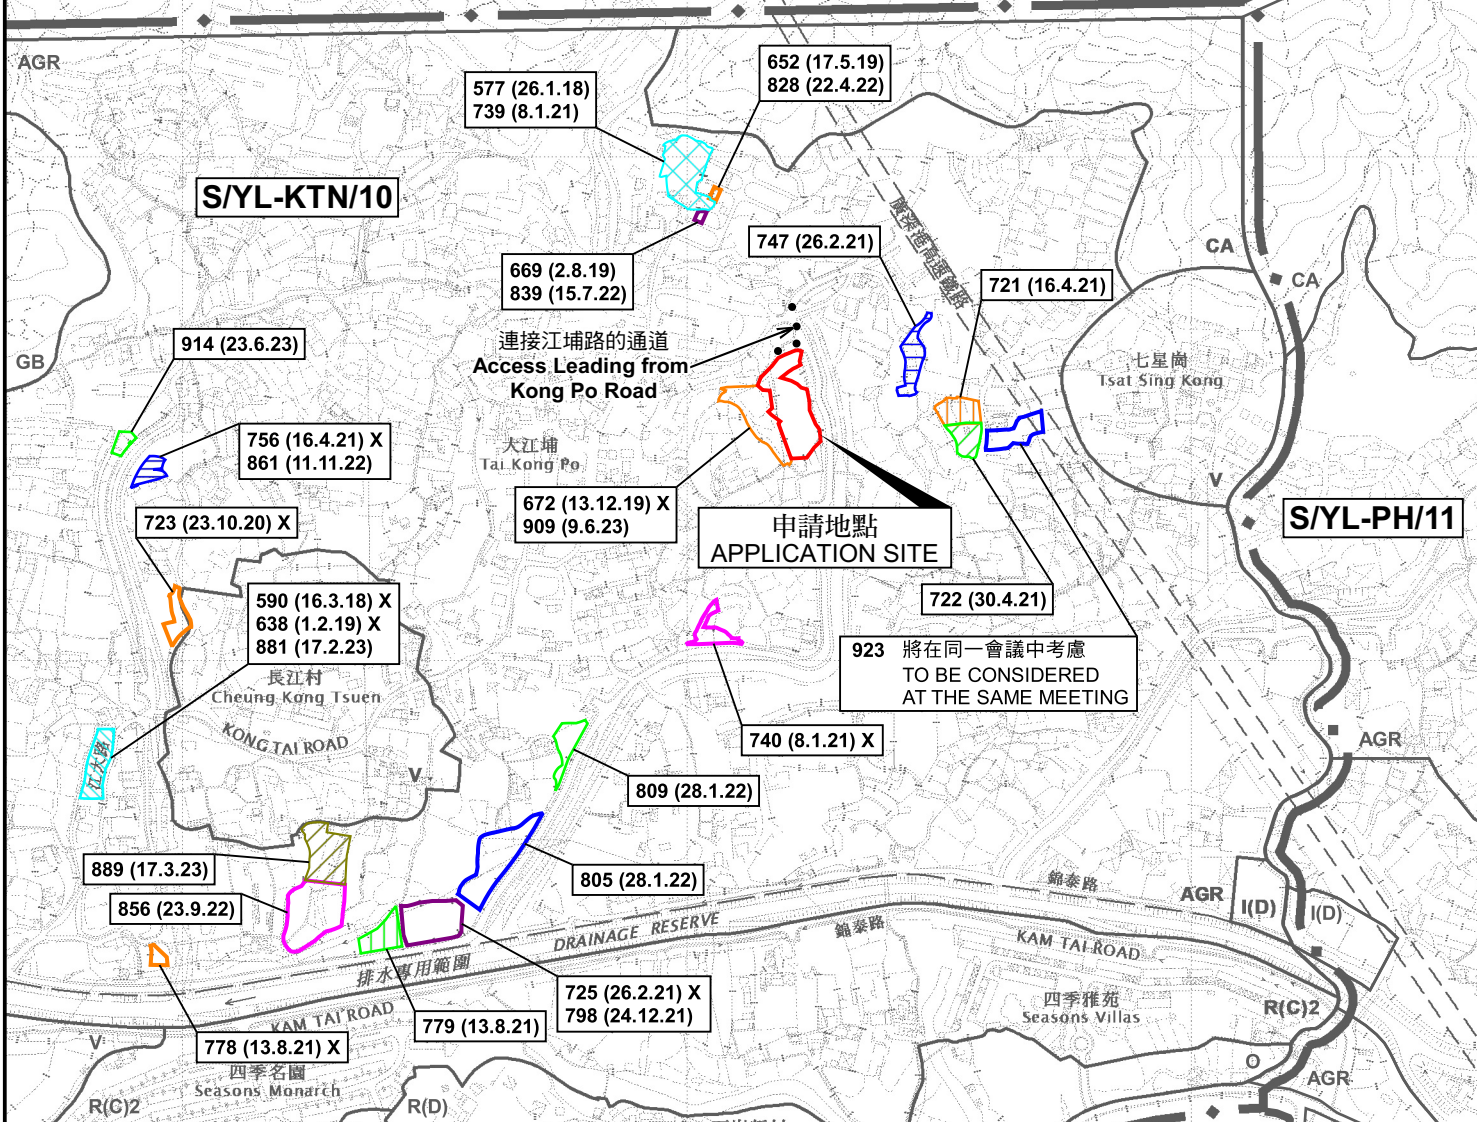 AGR
577 (26.1.18)
739 (8.1.21)
652 (17.5.19)
828 (22.4.22)
S/YL-KTN/10
廣深港高速鐵路
747 (26.2.21)
CA
CA
669 (2.8.19)
839 (15.7.22)
721 (16.4.21)
914 (23.6.23)
GB
連接江埔路的通道
Access Leading from
Kong Po Road
七星崗
Tsat Sing Kong
756 (16.4.21) X
861 (11.11.22)
大江埔
Tai Kong Po
V
672 (13.12.19) X
909 (9.6.23)
723 (23.10.20) X
申請地點
APPLICATION SITE
S/YL-PH/11
590 (16.3.18) X
638 (1.2.19) X
881 (17.2.23)
722 (30.4.21)
923 將在同一會議中考慮
TO BE CONSIDERED
AT THE SAME MEETING
長江村
Cheung Kong Tsuen
KONG TAI ROAD
江大路
V
740 (8.1.21) X
AGR
809 (28.1.22)
889 (17.3.23)
856 (23.9.22)
805 (28.1.22)
錦泰路
AGR
I(D)
I(D)
DRAINAGE RESERVE
錦泰路
KAM TAI ROAD
排水專用範圍
725 (26.2.21) X
798 (24.12.21)
四季雅苑
Seasons Villas
R(C)2
KAM TAI ROAD
779 (13.8.21)
V
778 (13.8.21) X
四季名園
Seasons Monarch
O
AGR
R(C)2
R(D)